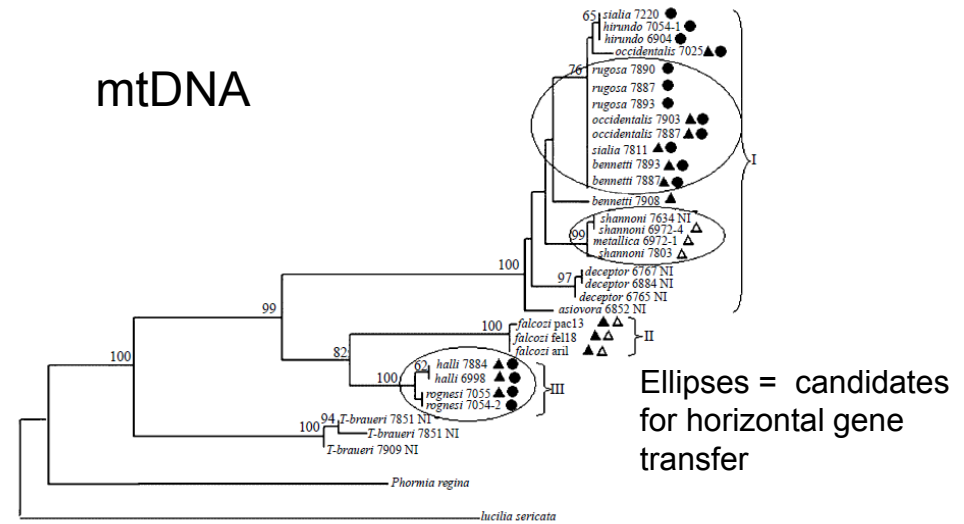 mtDNA
65
sialia 7220
hirundo 7054-1
hirundo 6904
occidentalis 7025
76
rugosa 7890
rugosa 7887
rugosa 7893
occidentalis 7903
occidentalis 7887
sialia 7811
bennetti 7893
bennetti 7887
I
bennetti 7908
shannoni 7634 NI
shannoni 6972-4
99
metallica 6972-1
shannoni 7803
100
97
deceptor 6767 NI
deceptor 6884 NI
deceptor 6765 NI
asiovora 6852 NI
99
100
falcozi pac13
falcozi fel18
falcozi aril
II
82
100
62
halli 7884
halli 6998
rognesi 7055
rognesi 7054-2
III
100
Ellipses = candidates
for horizontal gene
transfer
100
94
T-braueri 7851 NI
T-braueri 7851 NI
T-braueri 7909 NI
Phormia regina
lucilia sericata